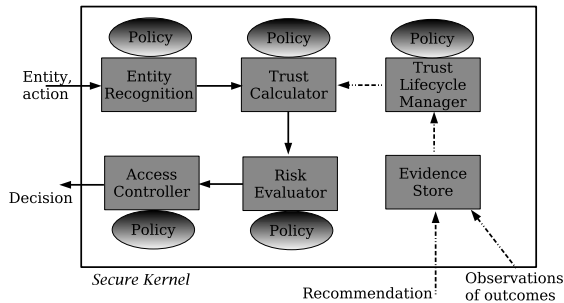 Policy
Policy
Policy
Entity,
action
Entity
Recognition
Trust
Calculator
Trust
Lifecycle
Manager
Access
Controller
Risk
Evaluator
Evidence
Store
Decision
Policy
Policy
Secure Kernel
Recommendation
Observations
of outcomes